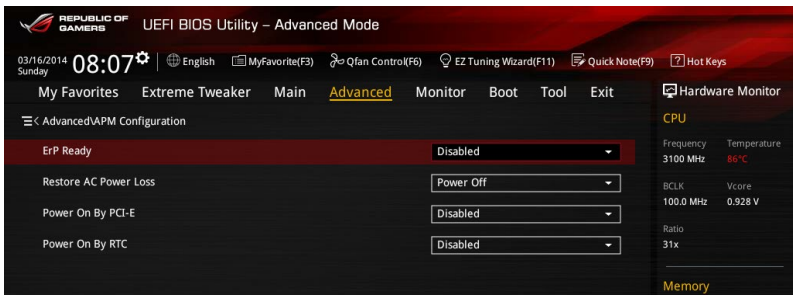 REPUBLIC OF
GAMERS
UEFI BIOS Utility – Advanced Mode
03/16/2014
Sunday
08:07
English
MyFavorite(F3)
Qfan Control(F6)
EZ Tuning Wizard(F11)
Quick Note(F9)
? Hot Keys
My Favorites
Extreme Tweaker
Main
Advanced
Monitor
Boot
Tool
Exit
Hardware Monitor
< Advanced\APM Configuration
ErP Ready
Disabled
Restore AC Power Loss
Power Off
Power On By PCI-E
Disabled
Power On By RTC
Disabled
CPU
Frequency
Temperature
3100 MHz
86°C
BCLK
Vcore
100.0 MHz
0.928 V
Ratio
31x
Memory